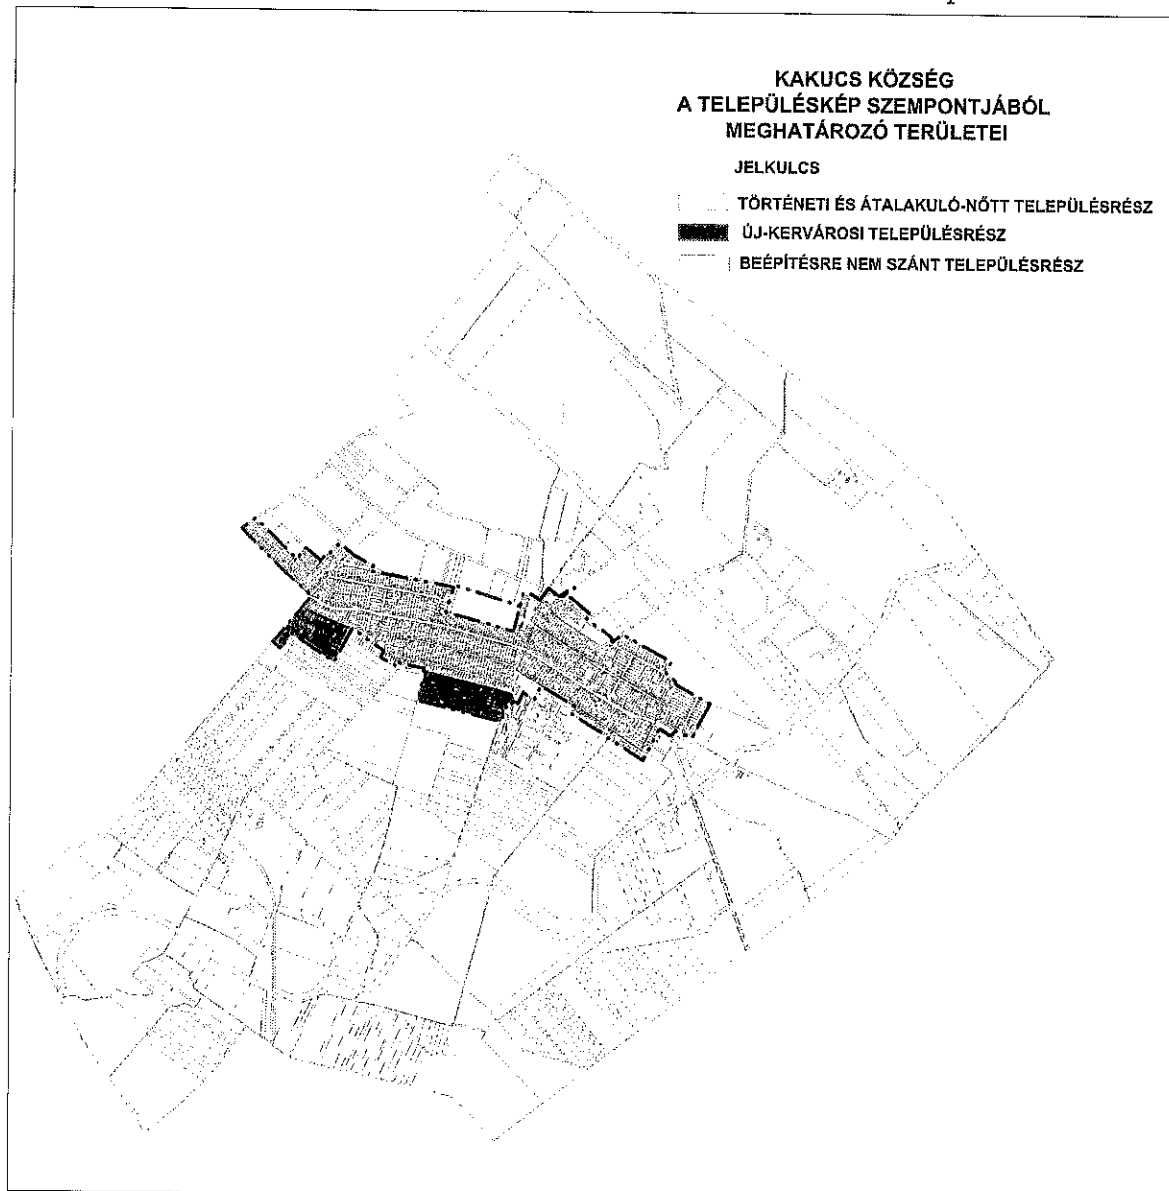 KAKUCS KÖZSÉG
A TELEPÜLÉSKÉP SZEMPONTJÁBÓL
MEGHATÁROZÓ TERÜLETEI
JELKULCS
TÖRTÉNETI ÉS ÁTALAKULÓ-NŐTT TELEPÜLÉSRÉSZ
ÚJ-KERVÁROSI TELEPÜLÉSRÉSZ
BEÉPÍTÉSRE NEM SZÁNT TELEPÜLÉSRÉSZ